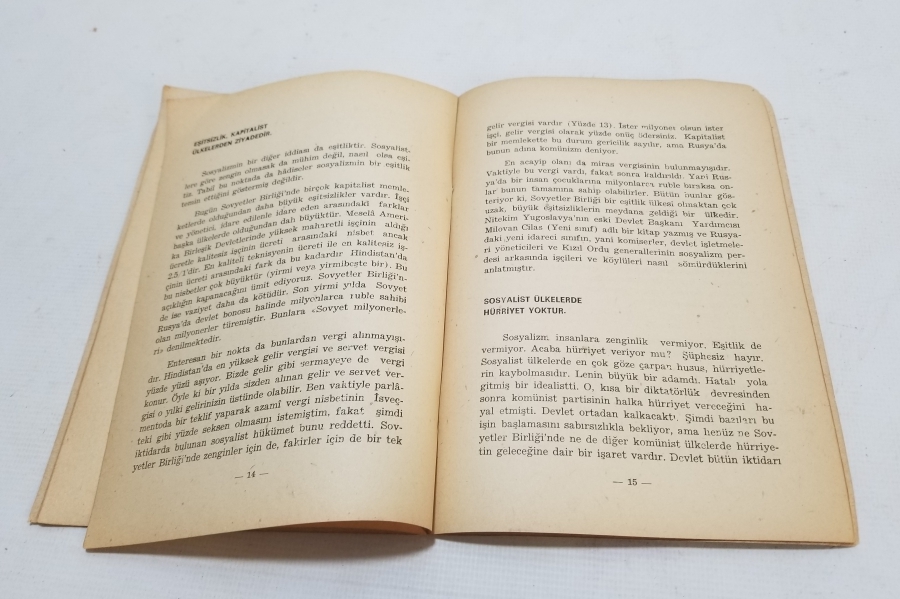 EŞİTSİZLİK, KAPİTALİST
ÜLKELERDEN ZİYADEDİR.
Sosyalizmin bir diğer iddiası da eşitliktir. Sosyalist-
lere göre zengin olmasak da mühim değil, nasıl olsa eşi-
tiz. Tabii bu noktada da hâdiseler sosyalizmin bir eşitlik
temin ettiğini göstermiş değildir.
Bugün Sovyetler Birliği'nde birçok kapitalist memle-
ketlerde olduğundan daha büyük eşitsizlikler vardır. İşçi
ve yönetici, idare edilenle idare eden arasındaki farklar
başka ülkelerde olduğundan dah büyüktür. Meselâ Ameri-
ka Birleşik Devletlerinde yüksek maharetli işçinin aldığı
ücretle kalitesiz işçinin ücreti arasındaki nisbet ancak
2.5 1'dir. En kaliteli teknisyenin ücreti ile en kalitesiz iş-
çinin ücreti arasındaki fark da bu kadardır Hindistan'da
bu nisbetler çok büyüktür (yirmi veya yirmibeşte bir). Bu
açıklığın kapanacağını ümit ediyoruz. Sovyetler Birliği'n-
de ise vaziyet daha da kötüdür. Son yirmi yılda Sovyet
Rusya'da devlet bonosu halinde milyonlarca ruble sahibi
olan milyonerler türemiştir. Bunlara «Sovyet milyonerle-
ri» denilmektedir.
Enteresan bir nokta da bunlardan vergi alınmayışı-
dır. Hindistan'da en yüksek gelir vergisi ve servet vergisi
yüzde yüzü aşıyor. Bizde gelir gibi sermayeye de vergi
konur. Öyle ki bir yılda sizden alınan gelir ve servet ver-
gisi o yılki gelirinizin üstünde olabilir. Ben vaktiyle parlâ-
mentoda bir teklif yaparak azamî vergi nisbetinin İsveç-
teki gibi yüzde seksen olmasını istemiştim, fakat şimdi
iktidarda bulunan sosyalist hükümet bunu reddetti. Sov-
yetler Birliği'nde zenginler için de, fakirler için de bir tek
— 14 —
gelir vergisi vardır (Yüzde 13). İster milyoner olsun ister
işçi, gelir vergisi olarak yüzde onüç ödersiniz. Kapitalist
bir memlekette bu durum gericilik sayılır, ama Rusya'da
bunun adına komünizm deniyor.
En acayip olanı da miras vergisinin bulunmayışıdır.
Vaktiyle bu vergi vardı, fakat sonra kaldırıldı. Yani Rus-
ya'da bir insan çocuklarına milyonlarca ruble bıraksa on-
lar bunun tamamına sahip olabilirler. Bütün bunlar gös-
teriyor ki, Sovyetler Birliği bir eşitlik ülkesi olmaktan çok
uzak, büyük eşitsizliklerin meydana geldiği bir ülkedir.
Nitekim Yugoslavya'nın eski Devlet Başkanı Yardımcısı
Milovan Cilas (Yeni sınıf) adlı bir kitap yazmış ve Rusya-
daki yeni idareci sınıfın, yani komiserler, devlet işletmele-
ri yöneticileri ve Kızıl Ordu generallerinin sosyalizm per-
desi arkasında işçileri ve köylüleri nasıl sömürdüklerini
anlatmıştır.
SOSYALİST ÜLKELERDE
HÜRRİYET YOKTUR.
Sosyalizm insanlara zenginlik vermiyor, Eşitlik de
vermiyor. Acaba hürriyet veriyor mu? Şüphesiz hayır.
Sosyalist ülkelerde en çok göze çarpan husus, hürriyetle-
rin kaybolmasıdır. Lenin büyük bir adamdı. Hatalı yola
gitmiş bir idealistti. O, kısa bir diktatörlük devresinden
sonra komünist partisinin halka hürriyet vereceğini ha-
yal etmişti. Devlet ortadan kalkacaktı. Şimdi bazıları bu
işin başlamasını sabırsızlıkla bekliyor, ama henüz ne Sov-
yetler Birliği'nde ne de diğer komünist ülkelerde hürriye-
tin geleceğine dair bir işaret vardır. Devlet bütün iktidarı
— 15 —